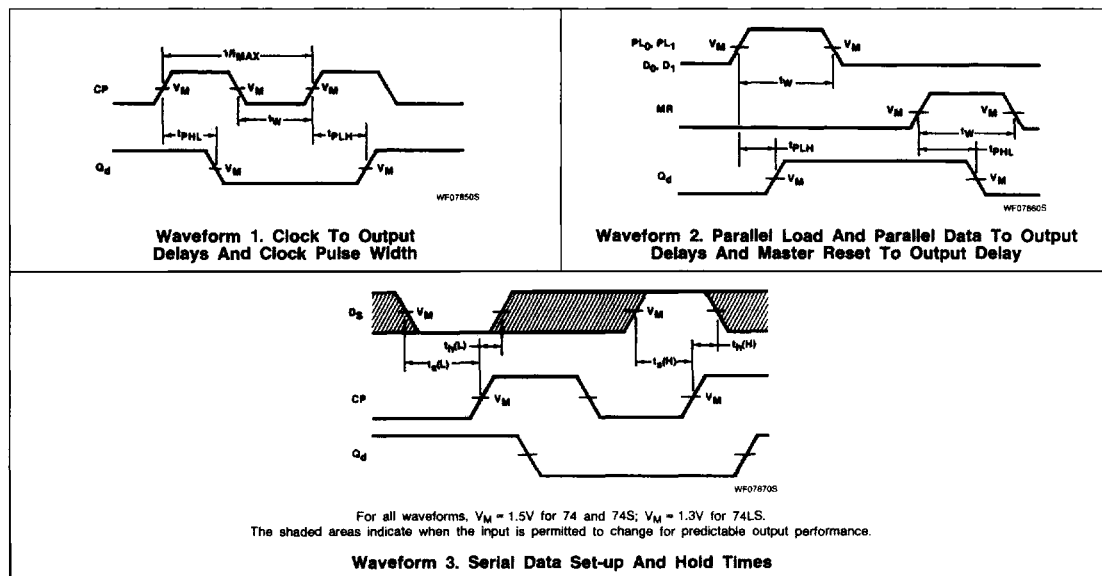 1/fMAX
CP
VM
VM
VM
tW
tPHL
tPLH
Qd
VM
VM
WF07850S
Waveform 1. Clock To Output
Delays And Clock Pulse Width
PL0, PL1
D0, D1
VM
VM
tW
MR
VM
VM
tW
tPLH
tPHL
Qd
VM
VM
WF07860S
Waveform 2. Parallel Load And Parallel Data To Output
Delays And Master Reset To Output Delay
DS
VM
VM
th(L)
th(H)
ts(L)
ts(H)
CP
VM
VM
Qd
WF07870S
For all waveforms, VM = 1.5V for 74 and 74S; VM = 1.3V for 74LS.
The shaded areas indicate when the input is permitted to change for predictable output performance.
Waveform 3. Serial Data Set-up And Hold Times